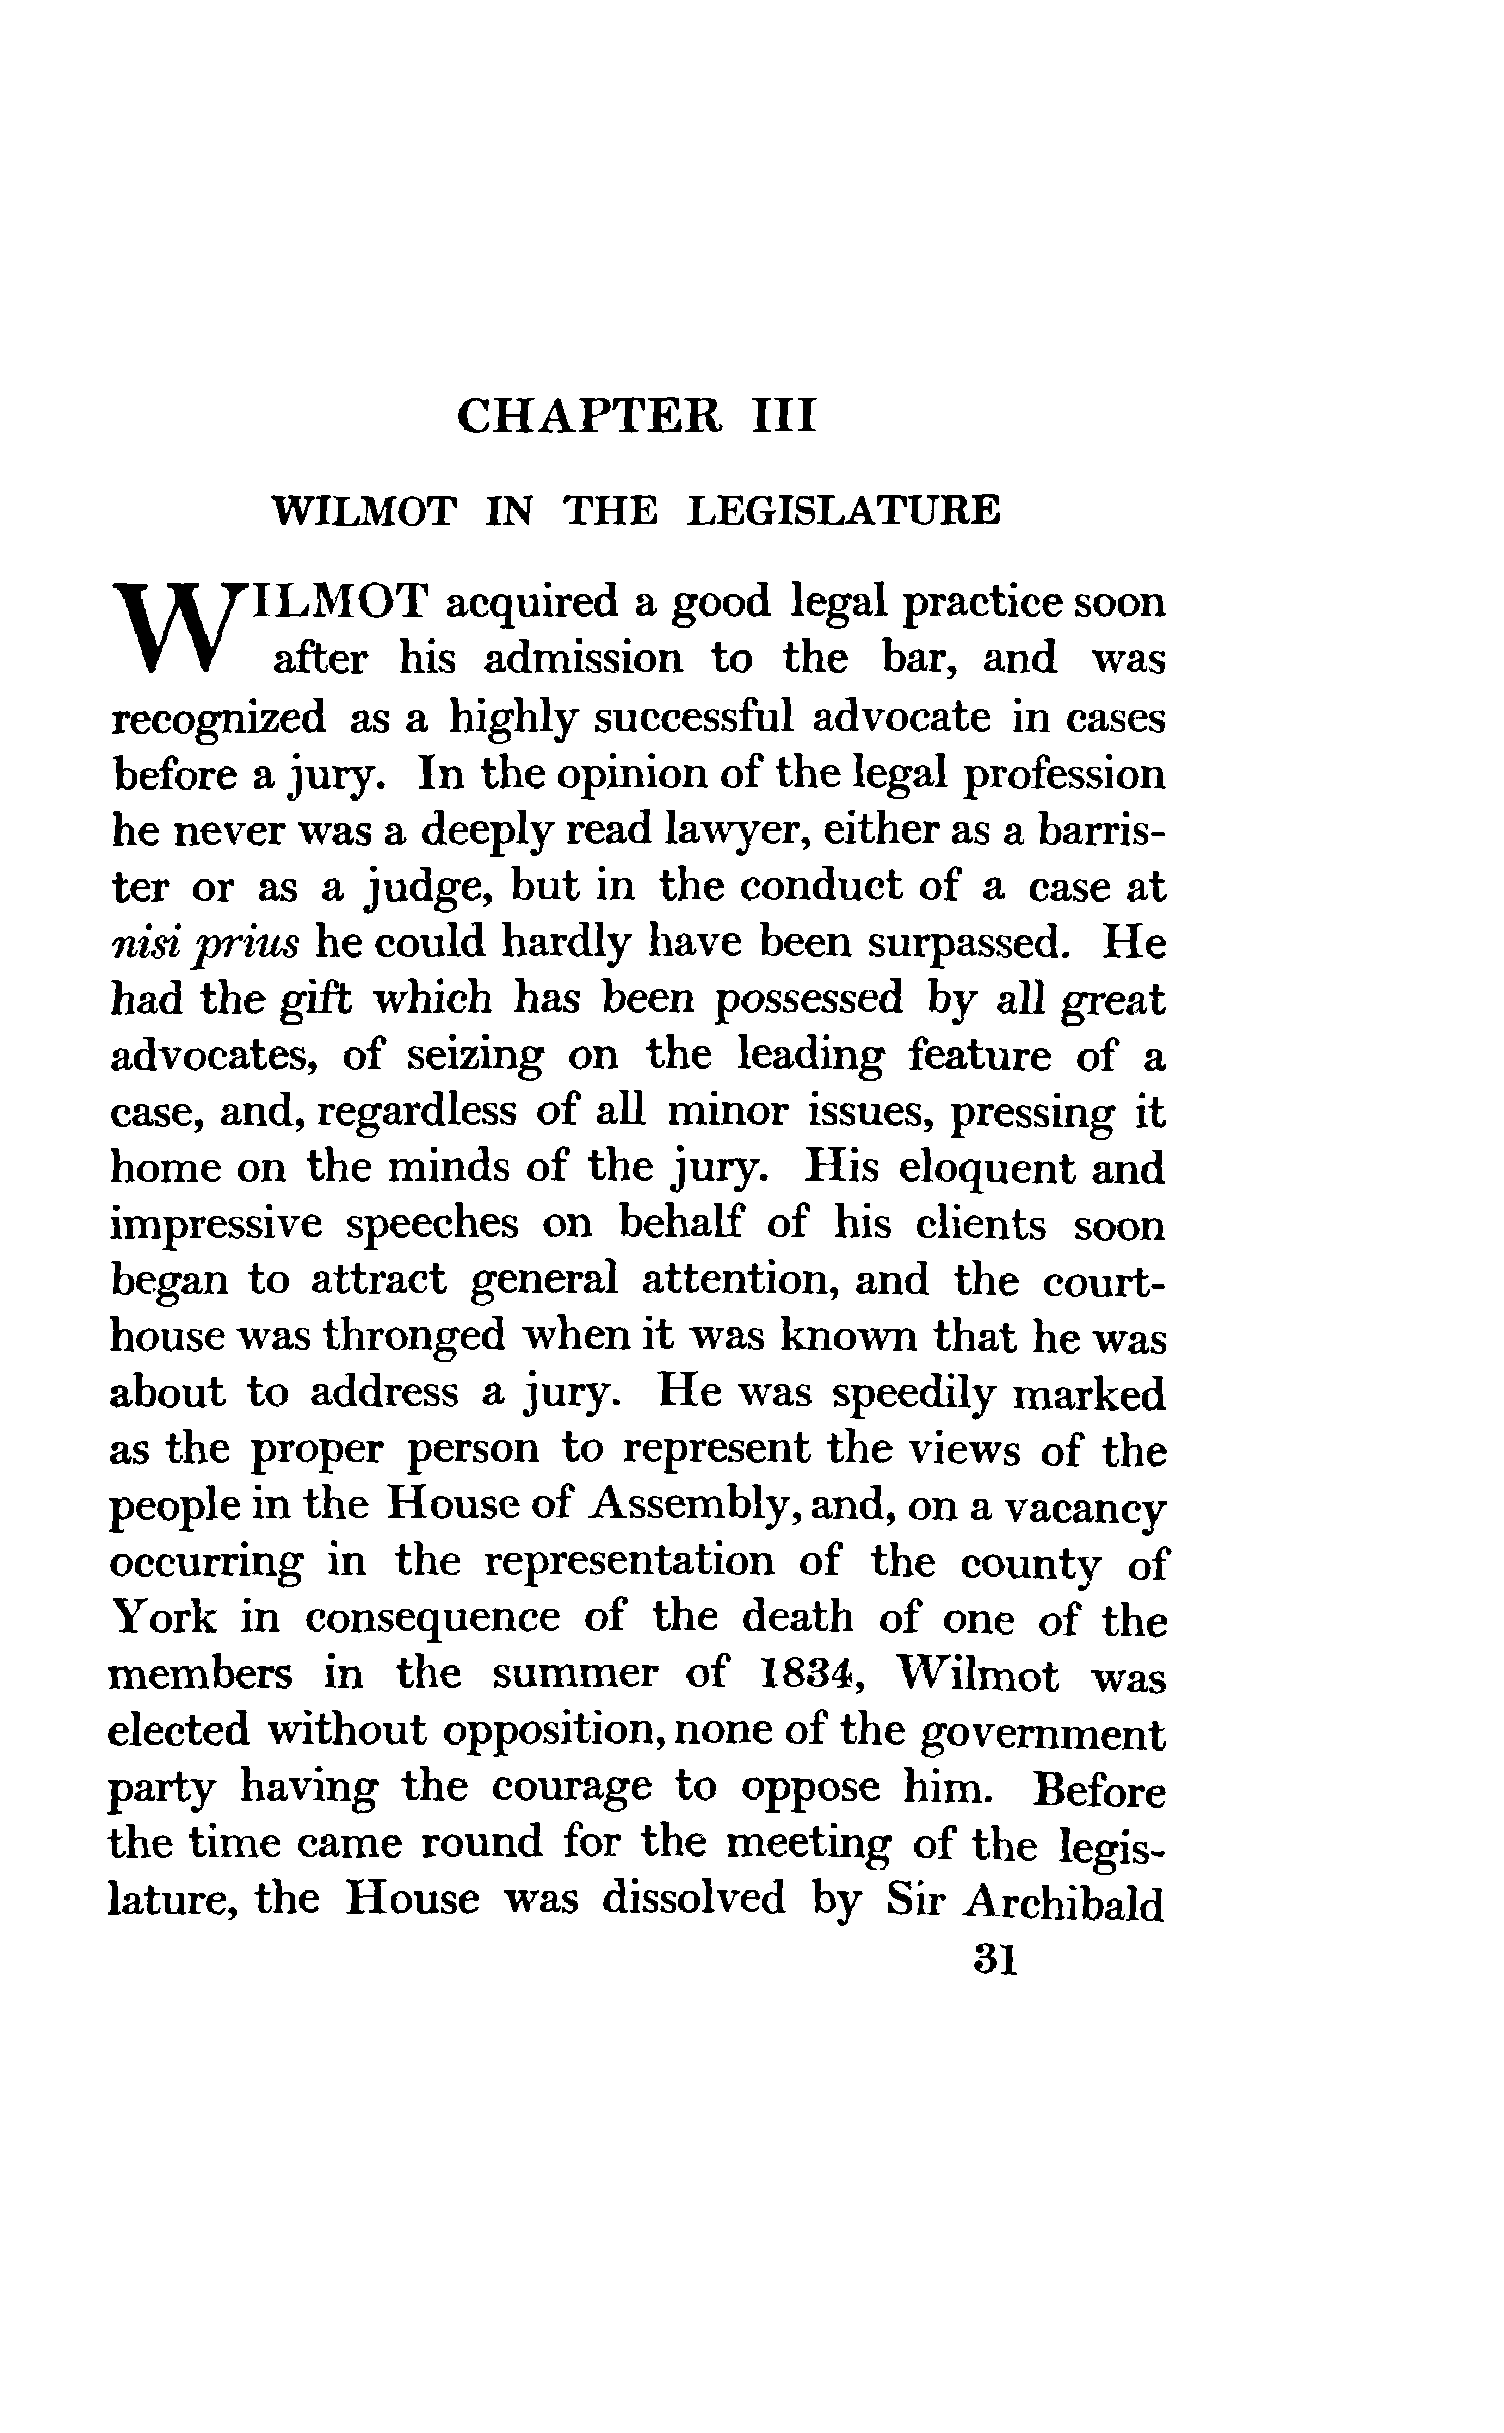 CHAPTER III
WILMOT IN THE LEGISLATURE
WILMOT acquired a good legal practice soon
after his admission to the bar, and was
recognized as a highly successful advocate in cases
before a jury. In the opinion of the legal profession
he never was a deeply read lawyer, either as a barris-
ter or as a judge, but in the conduct of a case at
nisi prius he could hardly have been surpassed. He
had the gift which has been possessed by all great
advocates, of seizing on the leading feature of a
case, and, regardless of all minor issues, pressing it
home on the minds of the jury. His eloquent and
impressive speeches on behalf of his clients soon
began to attract general attention, and the court-
house was thronged when it was known that he was
about to address a jury. He was speedily marked
as the proper person to represent the views of the
people in the House of Assembly, and, on a vacancy
occurring in the representation of the county of
York in consequence of the death of one of the
members in the summer of 1834, Wilmot was
elected without opposition, none of the government
party having the courage to oppose him. Before
the time came round for the meeting of the legis-
lature, the House was dissolved by Sir Archibald
31